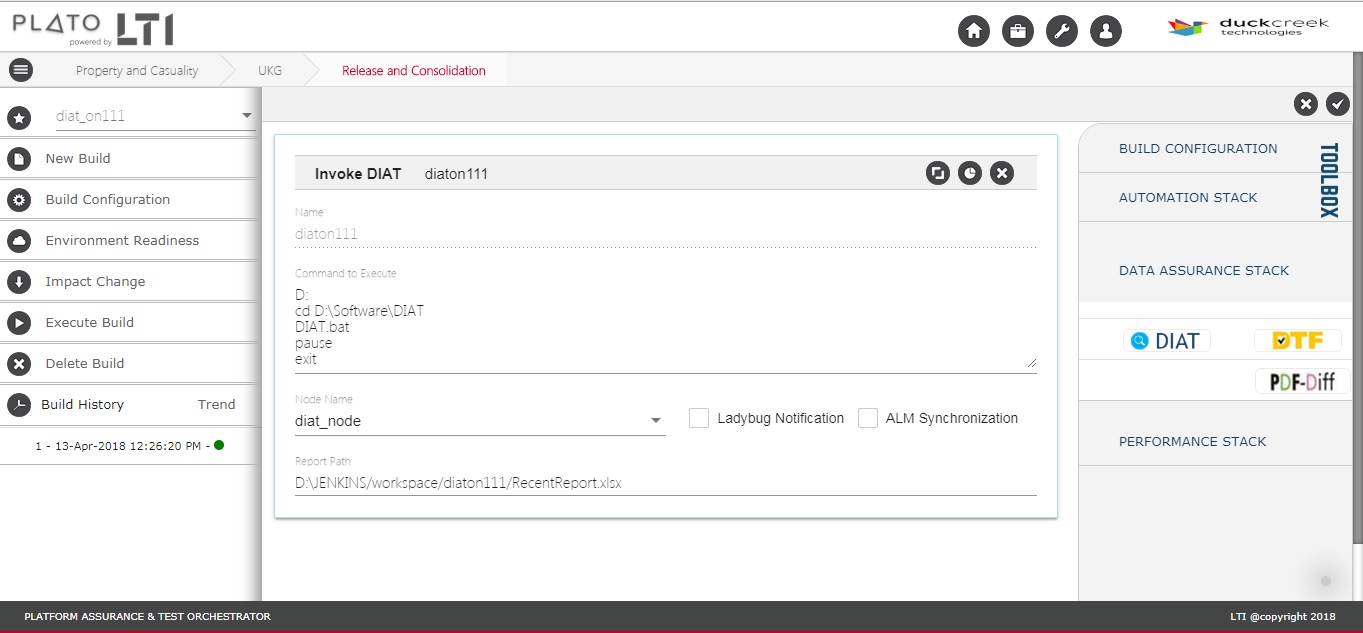 PLATO
powered by LTI
duckcreek
technologies
Property and Casuality UKG Release and Consolidation
diat_on111
New Build
Build Configuration
Environment Readiness
Impact Change
Execute Build
Delete Build
Build History Trend
1 - 13-Apr-2018 12:26:20 PM -
Invoke DIAT diaton111
Name
diaton111
Command to Execute
D:
cd D:\Software\DIAT
DIAT.bat
pause
exit
Node Name
diat_node
Ladybug Notification ALM Synchronization
Report Path
D:\JENKINS/workspace/diaton111/RecentReport.xlsx
BUILD CONFIGURATION
TOOLBOX
AUTOMATION STACK
DATA ASSURANCE STACK
DIAT DTF
PDF-Diff
PERFORMANCE STACK
PLATFORM ASSURANCE & TEST ORCHESTRATOR LTI @copyright 2018